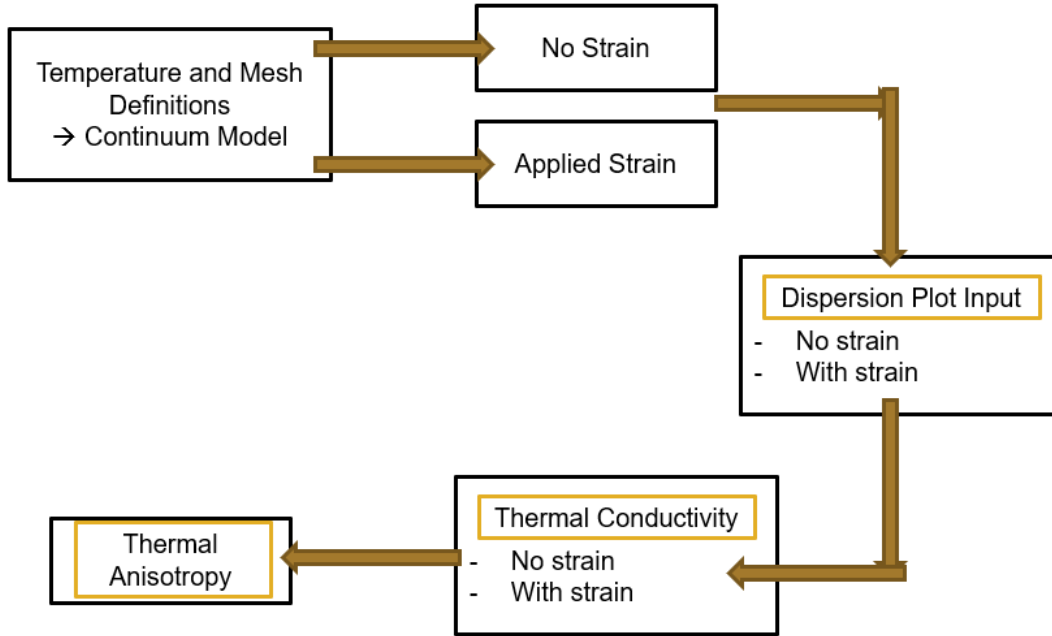 Temperature and Mesh
Definitions
→ Continuum Model
No Strain
Applied Strain
Dispersion Plot Input
- No strain
- With strain
Thermal Conductivity
- No strain
- With strain
Thermal
Anisotropy